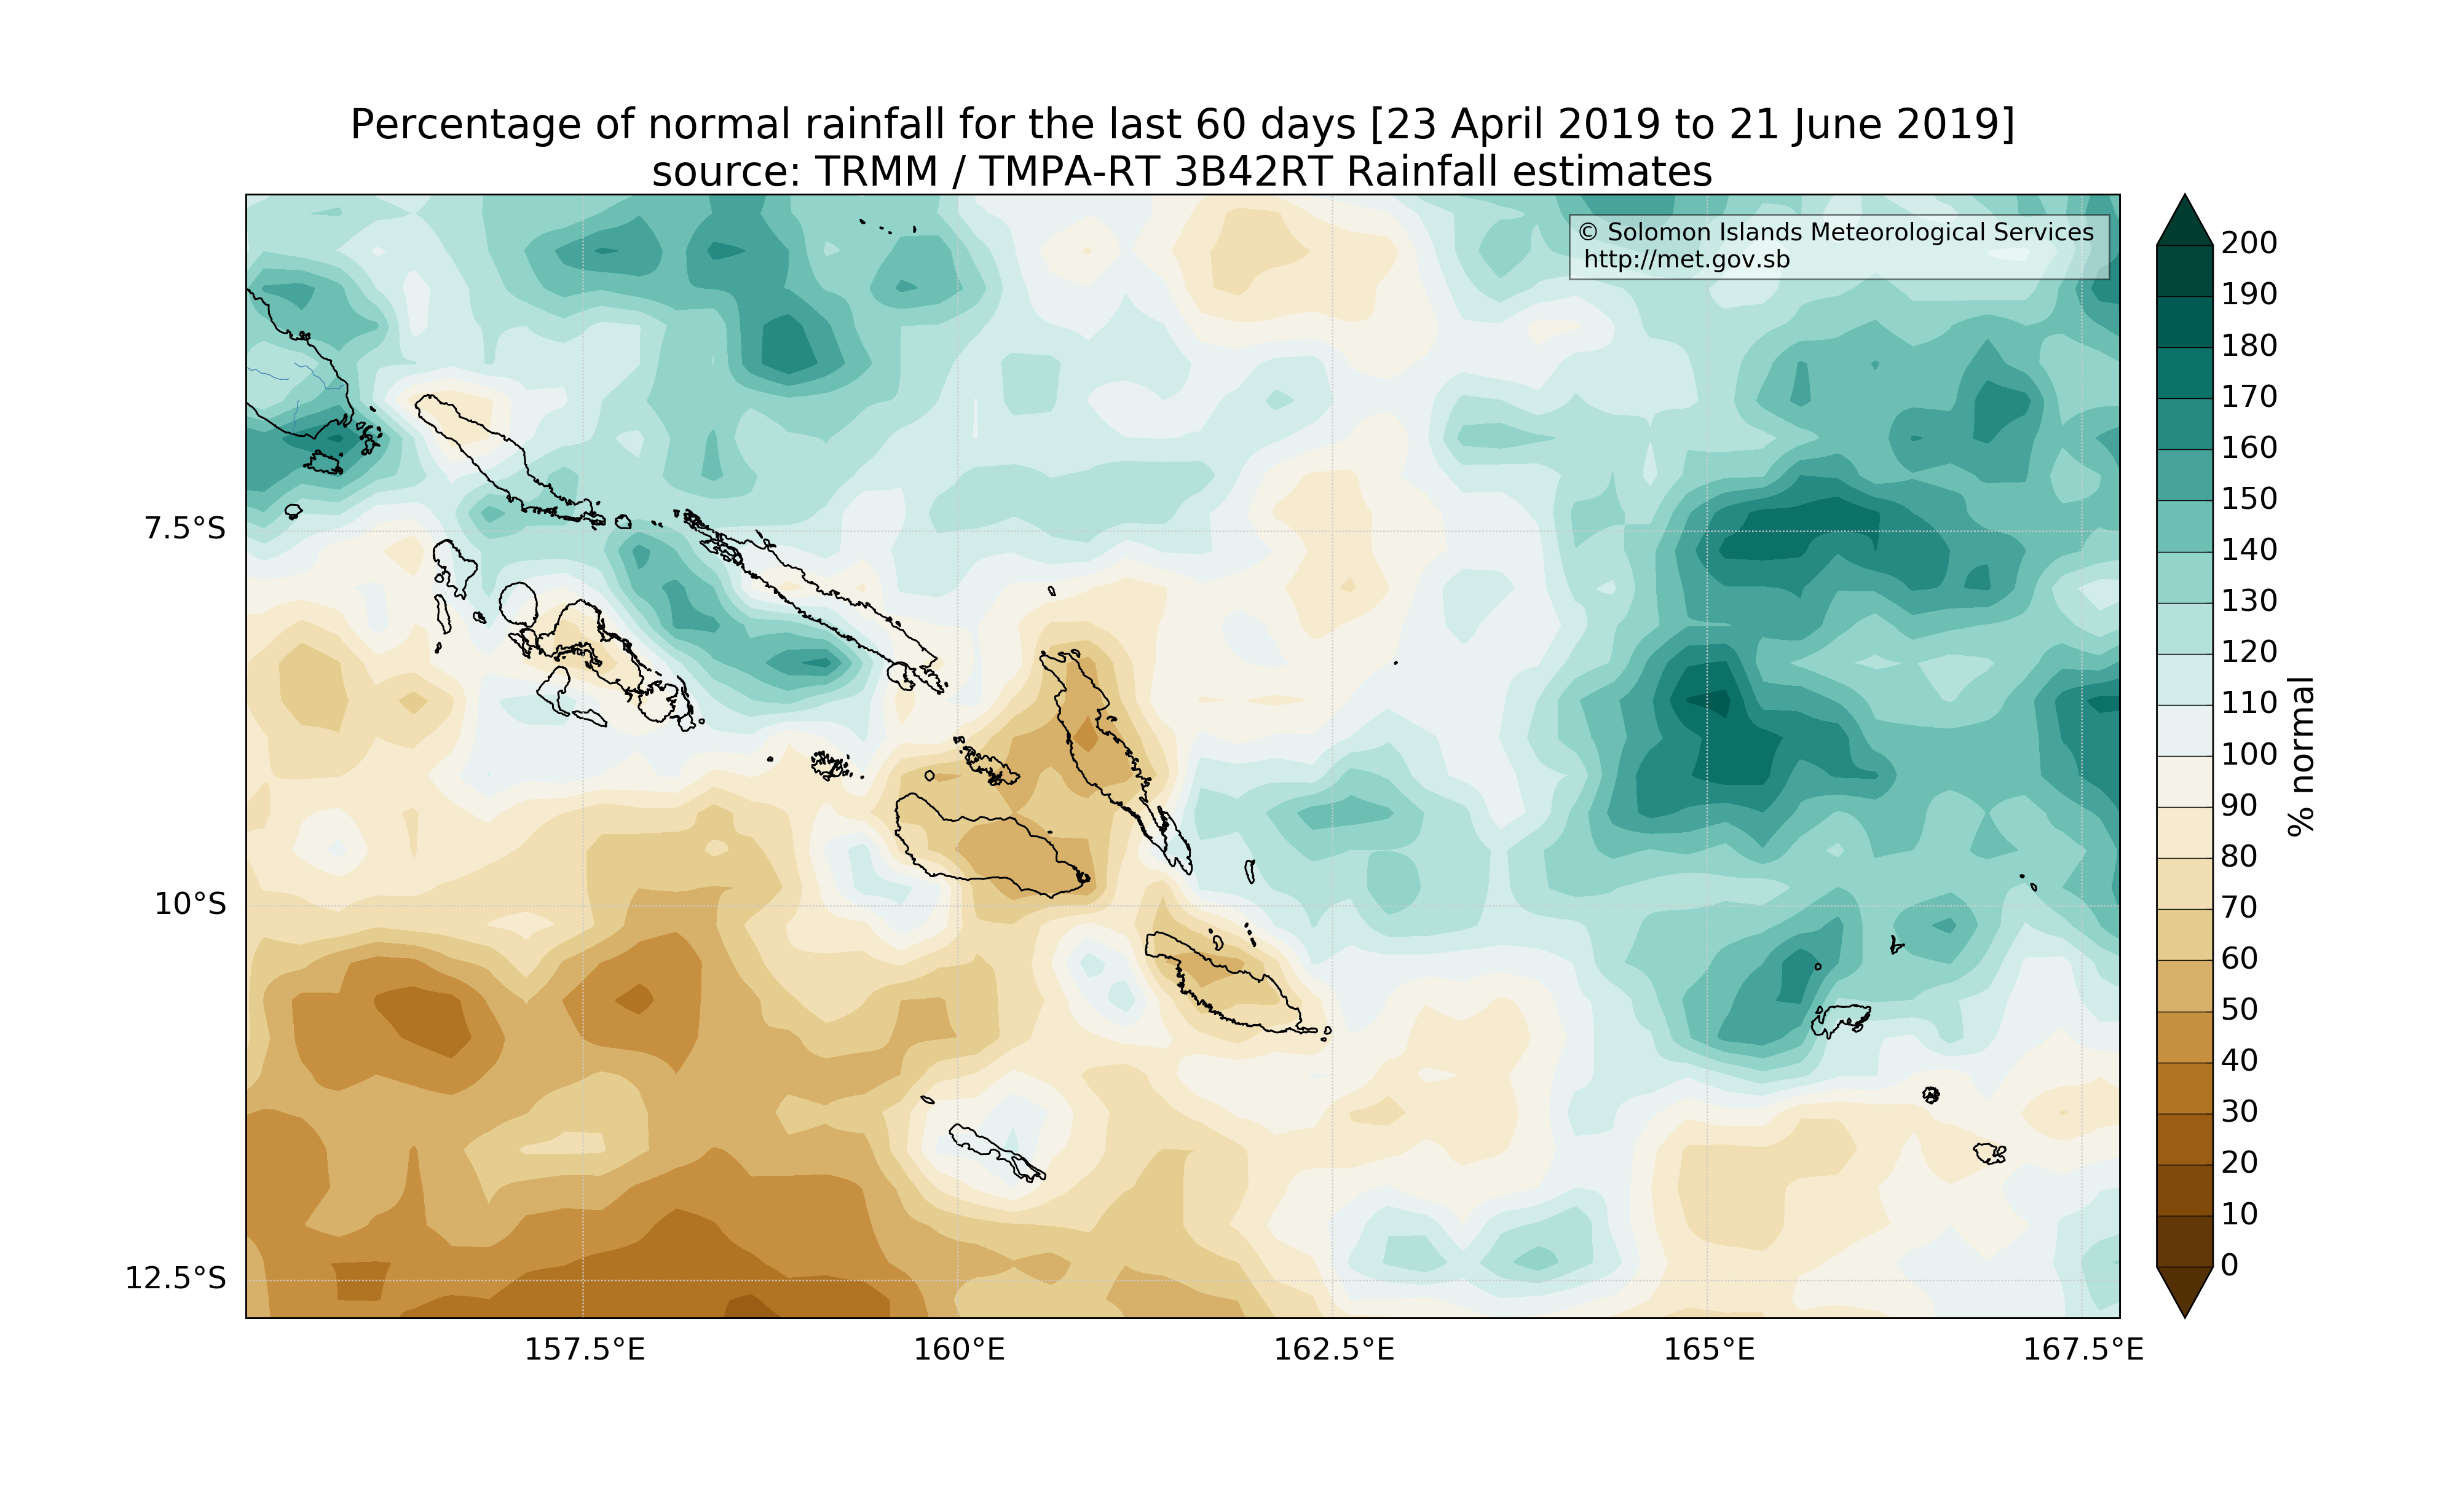 Percentage of normal rainfall for the last 60 days [23 April 2019 to 21 June 2019]
source: TRMM / TMPA-RT 3B42RT Rainfall estimates
© Solomon Islands Meteorological Services
http://met.gov.sb
7.5°S
10°S
12.5°S
157.5°E
160°E
162.5°E
165°E
167.5°E
200
190
180
170
160
150
140
130
120
110
100
90
80
70
60
50
40
30
20
10
0
% normal